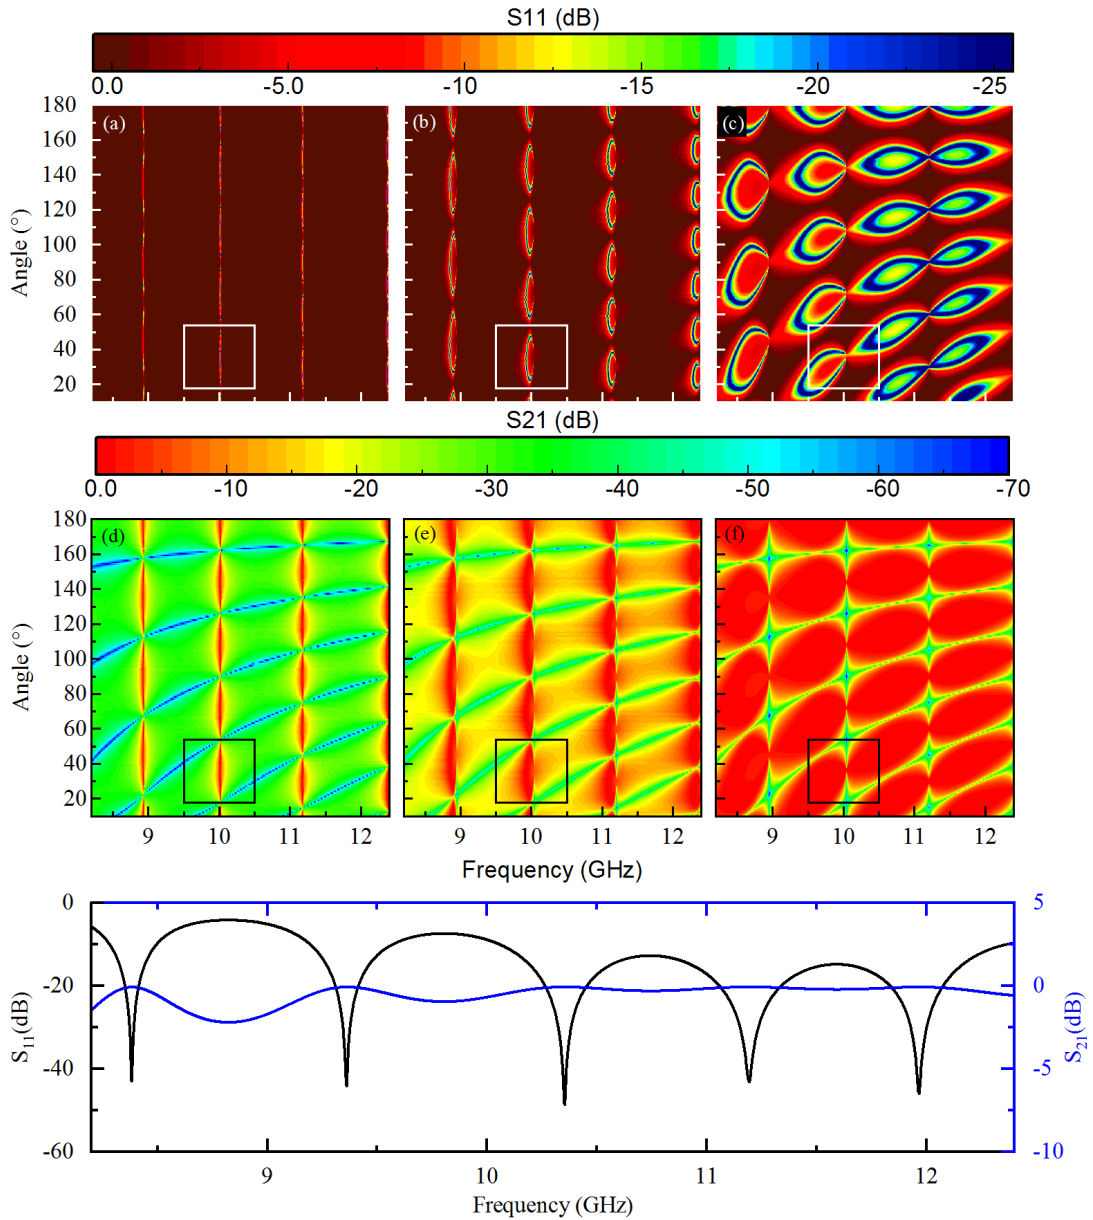 S11 (dB)
0.0 -5.0 -10 -15 -20 -25
(a) (b) (c)
180
160
140
120
100
80
60
40
20
Angle (°)
S21 (dB)
0.0 -10 -20 -30 -40 -50 -60 -70
(d) (e) (f)
180
160
140
120
100
80
60
40
20
Angle (°)
9 10 11 12 9 10 11 12 9 10 11 12
Frequency (GHz)
0 5
-20 0
-40 -5
-60 -10
S11(dB)
S21(dB)
9 10 11 12
Frequency (GHz)